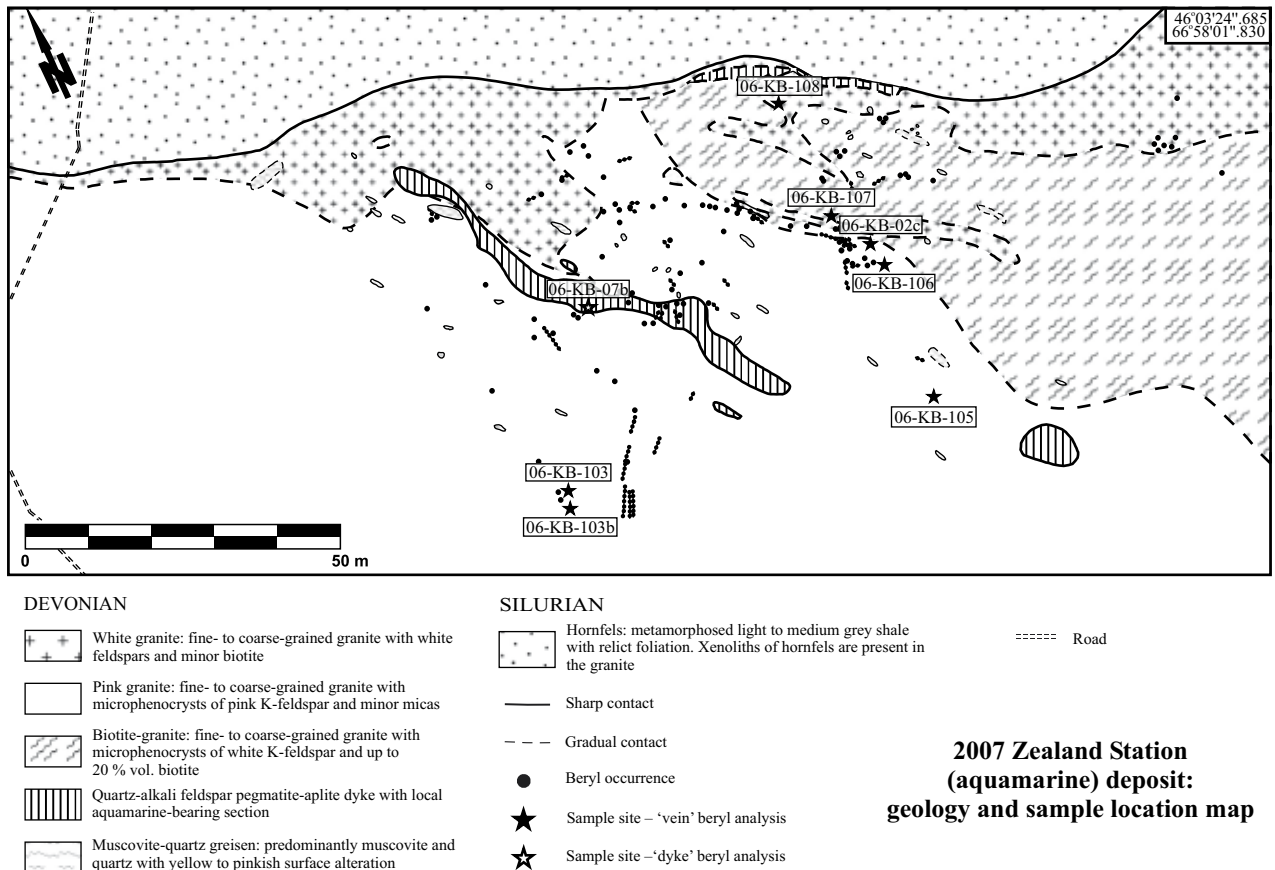 46°03'24".685
66°58'01".830
N
06-KB-108
06-KB-107
06-KB-02c
06-KB-106
06-KB-07b
06-KB-105
06-KB-103
06-KB-103b
0 50 m
DEVONIAN
White granite: fine- to coarse-grained granite with white
feldspars and minor biotite
Pink granite: fine- to coarse-grained granite with
microphenocrysts of pink K-feldspar and minor micas
Biotite-granite: fine- to coarse-grained granite with
microphenocrysts of white K-feldspar and up to
20 % vol. biotite
Quartz-alkali feldspar pegmatite-aplite dyke with local
aquamarine-bearing section
Muscovite-quartz greisen: predominantly muscovite and
quartz with yellow to pinkish surface alteration
SILURIAN
Hornfels: metamorphosed light to medium grey shale
with relict foliation. Xenoliths of hornfels are present in
the granite
Sharp contact
Gradual contact
Beryl occurrence
Sample site – ‘vein’ beryl analysis
Sample site –‘dyke’ beryl analysis
Road
2007 Zealand Station
(aquamarine) deposit:
geology and sample location map